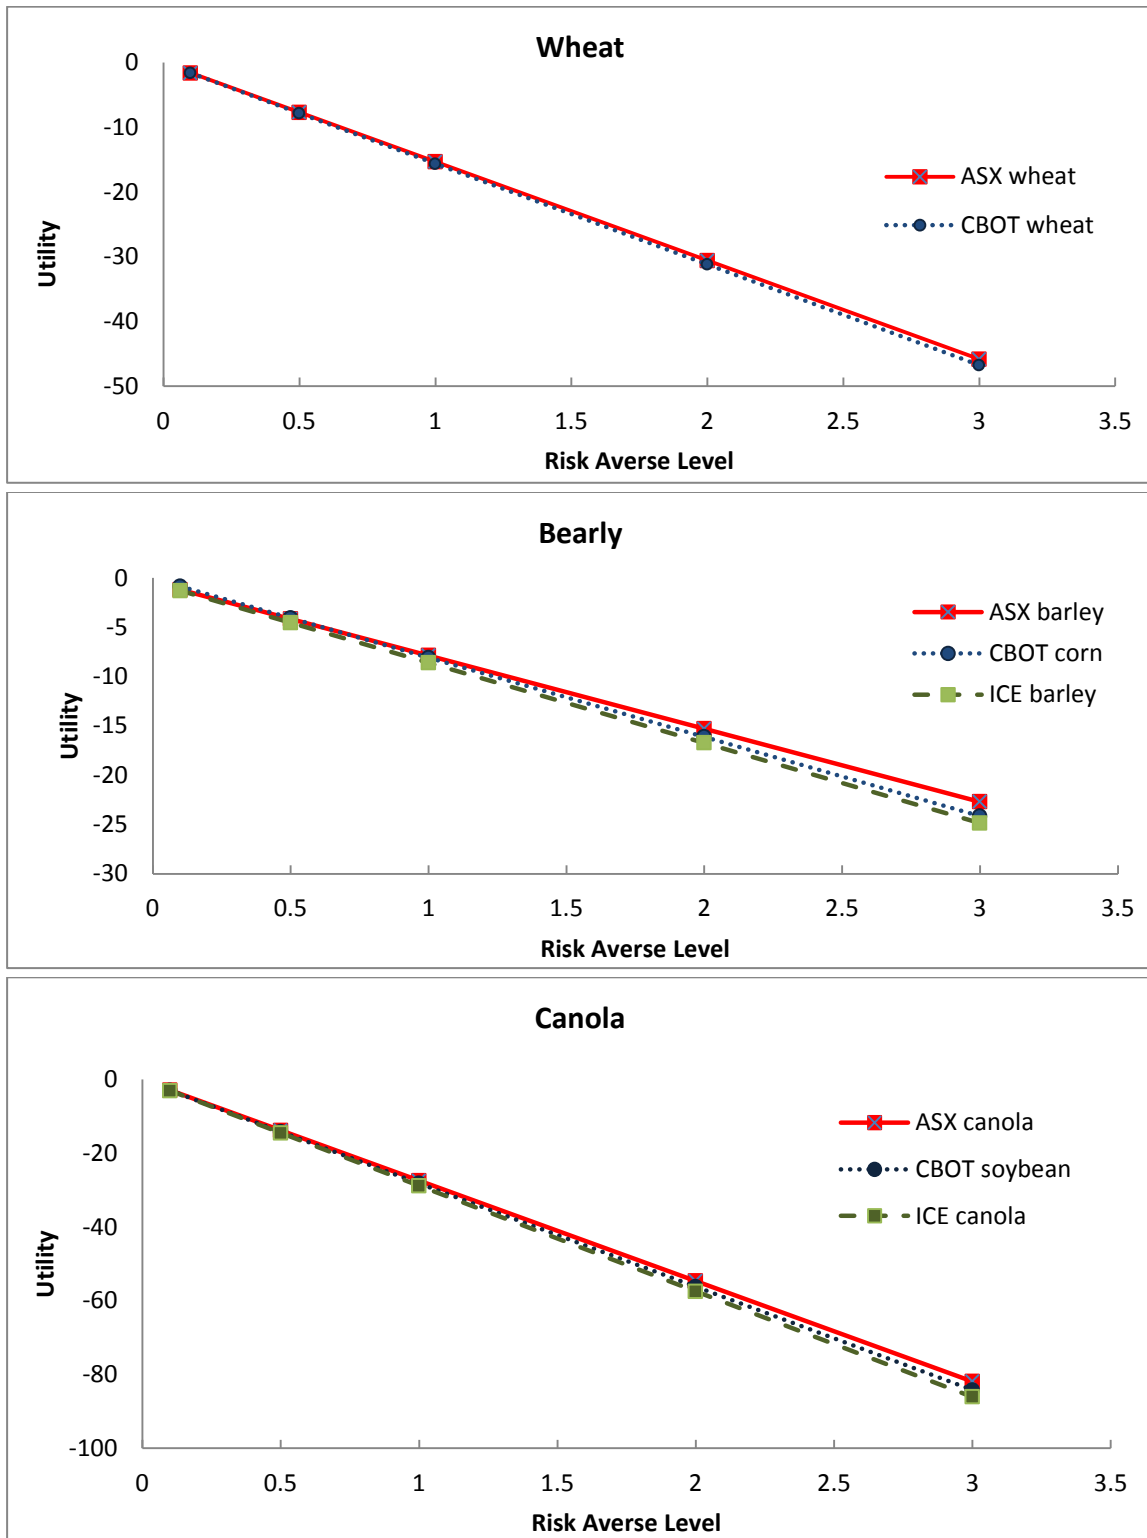 Wheat
0
-10
-20
-30
-40
-50
Utility
ASX wheat
CBOT wheat
0 0.5 1 1.5 2 2.5 3 3.5
Risk Averse Level
Bearly
0
-5
-10
-15
-20
-25
-30
Utility
ASX barley
CBOT corn
ICE barley
0 0.5 1 1.5 2 2.5 3 3.5
Risk Averse Level
Canola
0
-20
-40
-60
-80
-100
Utility
ASX canola
CBOT soybean
ICE canola
0 0.5 1 1.5 2 2.5 3 3.5
Risk Averse Level